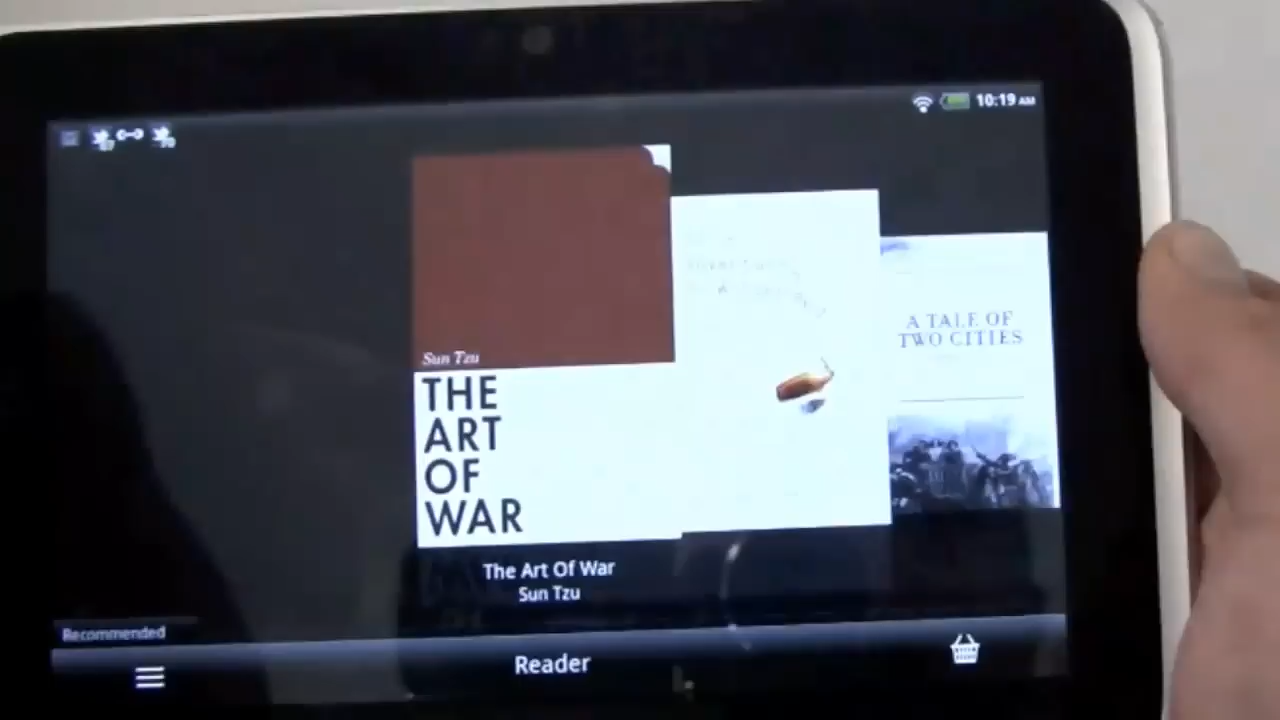 10:19 AM
Sun Tzu
THE
ART
OF
WAR
A TALE OF
TWO CITIES
The Art Of War
Sun Tzu
Recommended
Reader